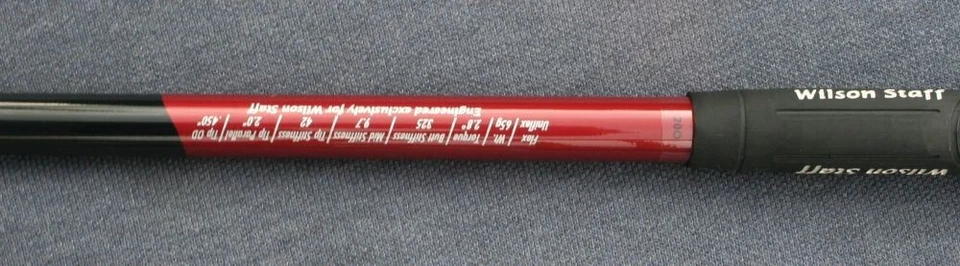 Wilson Staff
Wilson Staff
Flex | Wt. | Torque | Butt Stiffness | Mid Stiffness | Tip Stiffness | Tip Parallel | Tip OD
Uniflex | 65g | 2.8° | 325 | 9.7 | 42 | 2.0" | .450"
Engineered exclusively for Wilson Staff